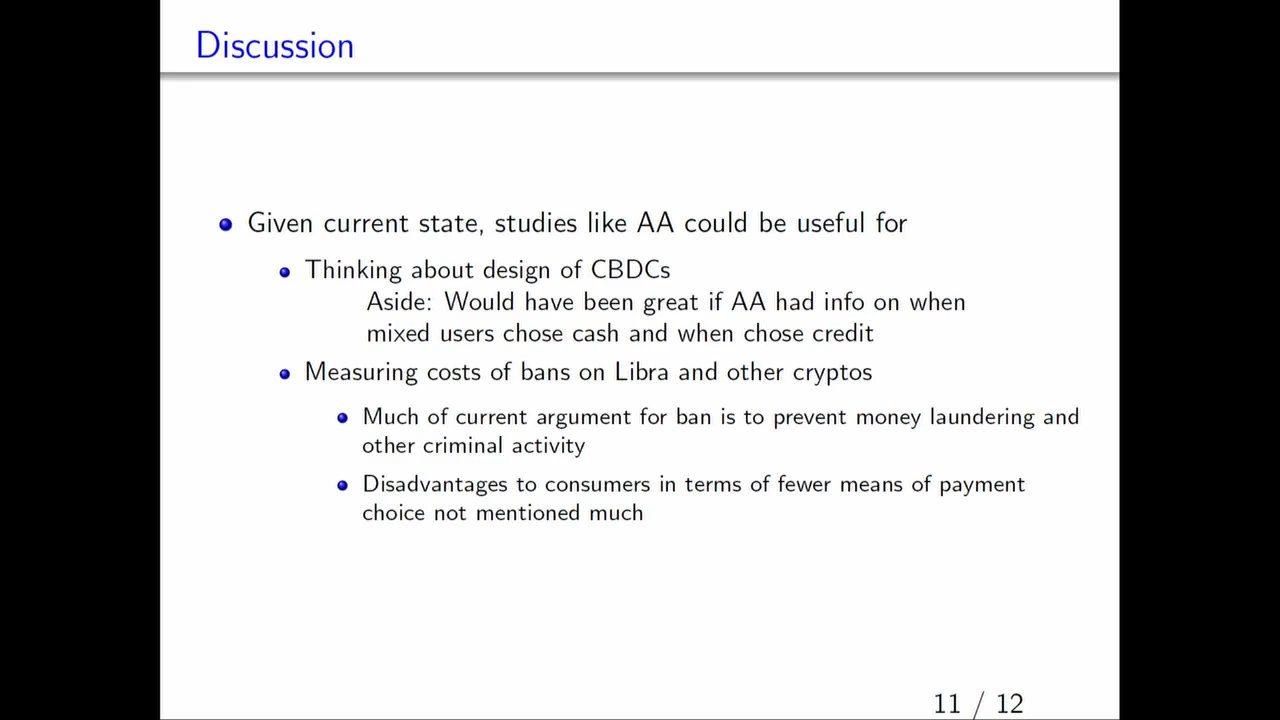 Discussion
Given current state, studies like AA could be useful for
Thinking about design of CBDCs
Aside: Would have been great if AA had info on when
mixed users chose cash and when chose credit
Measuring costs of bans on Libra and other cryptos
Much of current argument for ban is to prevent money laundering and
other criminal activity
Disadvantages to consumers in terms of fewer means of payment
choice not mentioned much
11 / 12